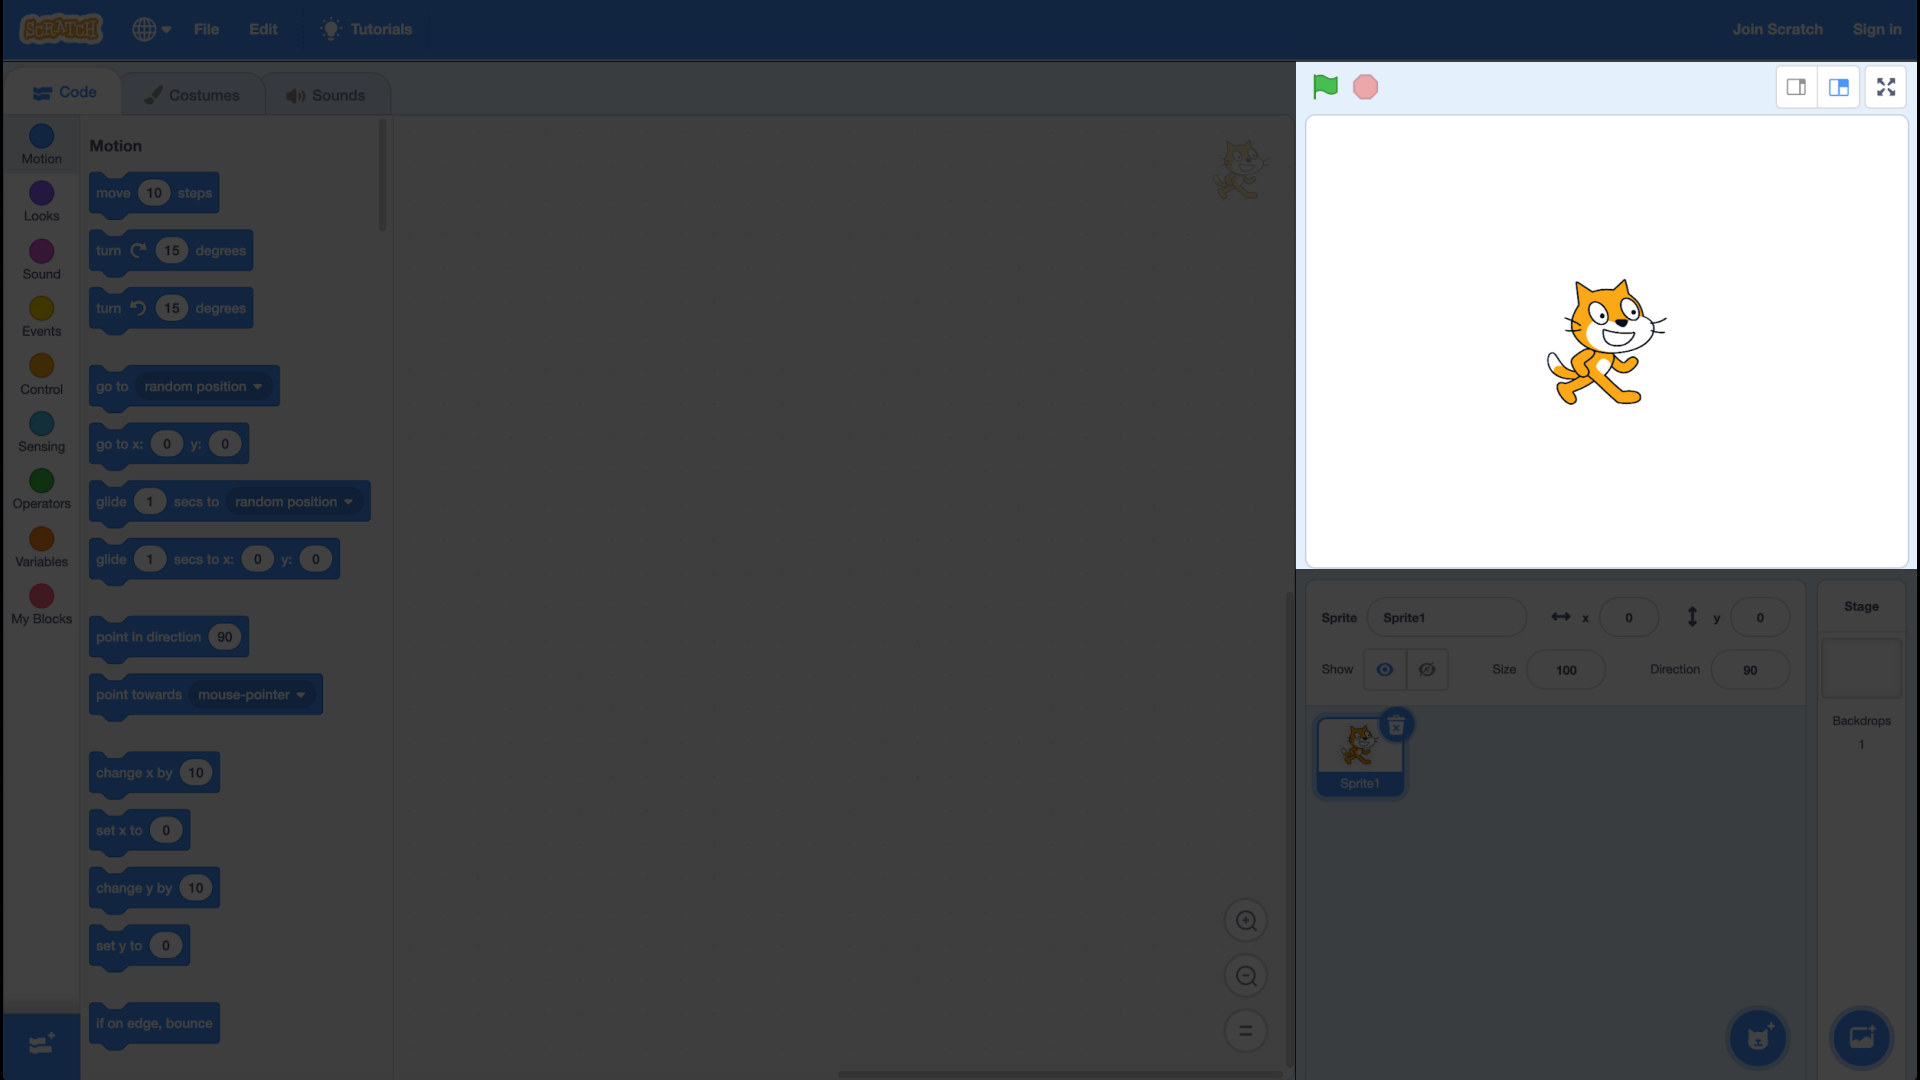 SCRATCH
File
Edit
Tutorials
Join Scratch
Sign in
Code
Costumes
Sounds
Motion
Looks
Sound
Events
Control
Sensing
Operators
Variables
My Blocks
Motion
move 10 steps
turn 15 degrees
turn 15 degrees
go to random position
go to x: 0 y: 0
glide 1 secs to random position
glide 1 secs to x: 0 y: 0
point in direction 90
point towards mouse-pointer
change x by 10
set x to 0
change y by 10
set y to 0
if on edge, bounce
Sprite Sprite1 x 0 y 0
Show Size 100 Direction 90
Sprite1
Stage
Backdrops
1